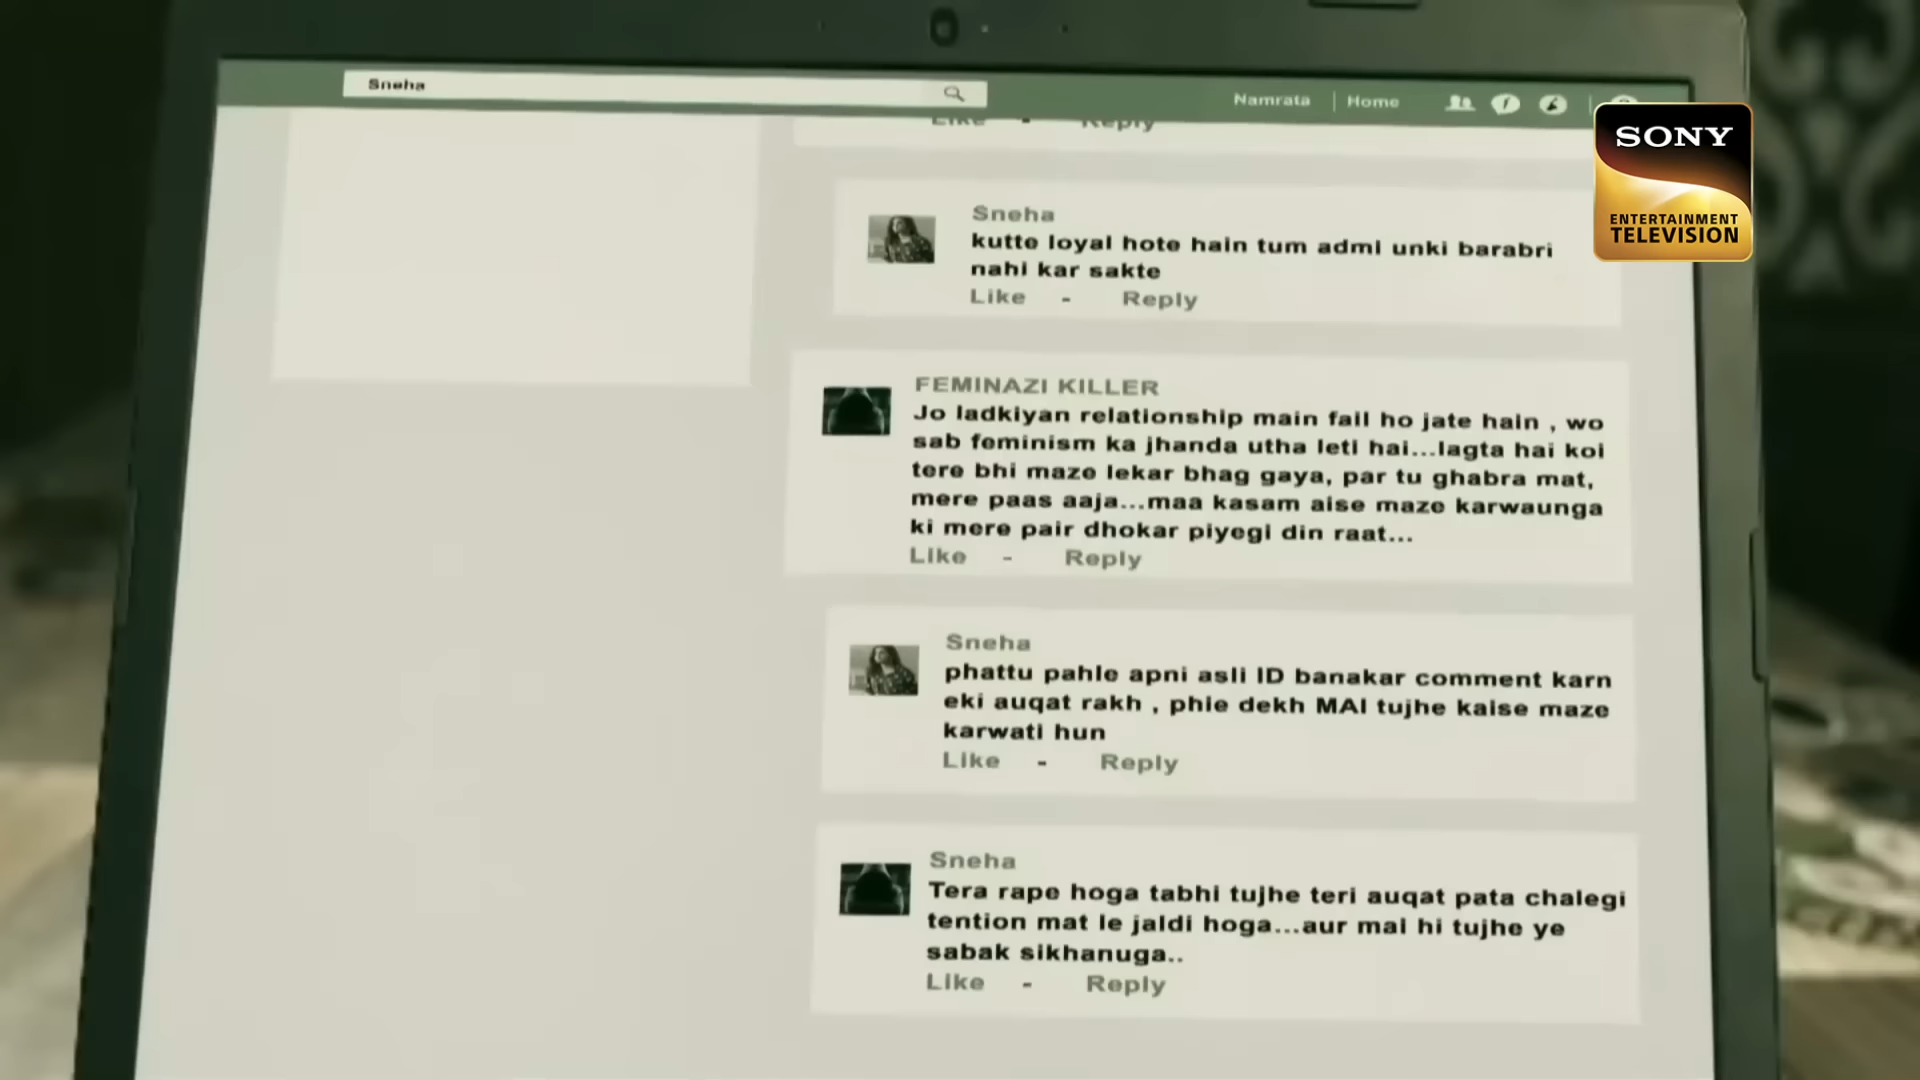 Sneha
Namrata
Home
Like - Reply
SONY
ENTERTAINMENT
TELEVISION
Sneha
kutte loyal hote hain tum admi unki barabri
nahi kar sakte
Like - Reply
FEMINAZI KILLER
Jo ladkiyan relationship main fail ho jate hain , wo
sab feminism ka jhanda utha leti hai...lagta hai koi
tere bhi maze lekar bhag gaya, par tu ghabra mat,
mere paas aaja...maa kasam aise maze karwaunga
ki mere pair dhokar piyegi din raat...
Like - Reply
Sneha
phattu pahle apni asli ID banakar comment karn
eki auqat rakh , phie dekh MAI tujhe kaise maze
karwati hun
Like - Reply
Sneha
Tera rape hoga tabhi tujhe teri auqat pata chalegi
tention mat le jaldi hoga...aur mai hi tujhe ye
sabak sikhanuga..
Like - Reply